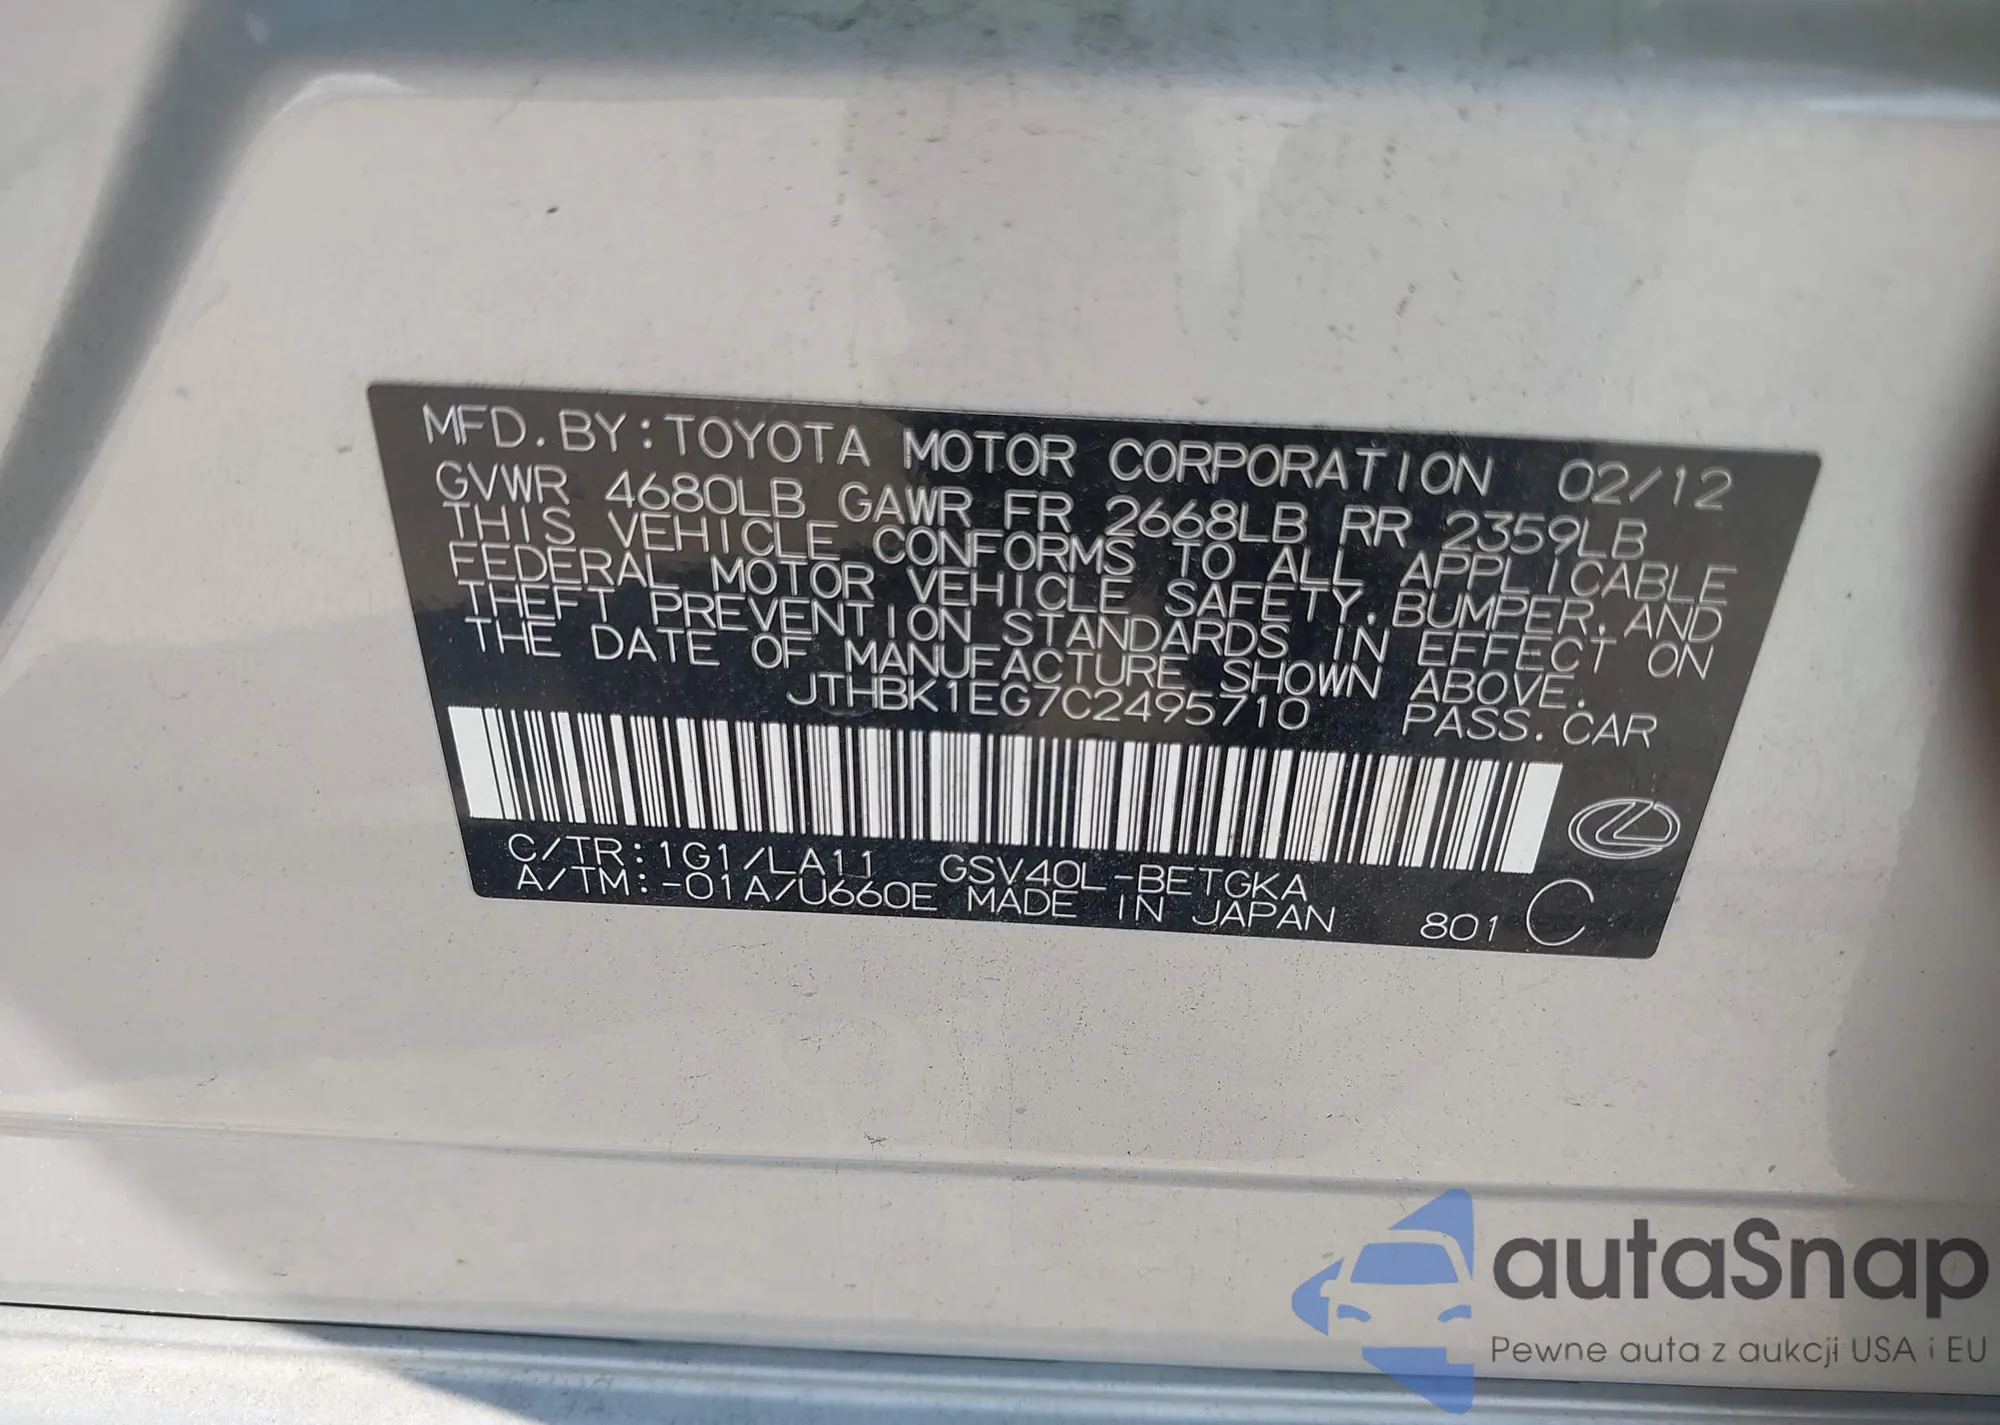 MFD. BY: TOYOTA MOTOR CORPORATION 02/12
GVWR 4680LB GAWR FR 2668LB RR 2359LB
THIS VEHICLE CONFORMS TO ALL APPLICABLE
FEDERAL MOTOR VEHICLE SAFETY, BUMPER, AND
THEFT PREVENTION STANDARDS IN EFFECT ON
THE DATE OF MANUFACTURE SHOWN ABOVE.
JTHBK1EG7C2495710 PASS. CAR
C/TR: 1G1/LA11 GSV40L-BETGKA
A/TM: -01A/U660E MADE IN JAPAN 801 C
autaSnap
Pewne auta z aukcji USA i EU